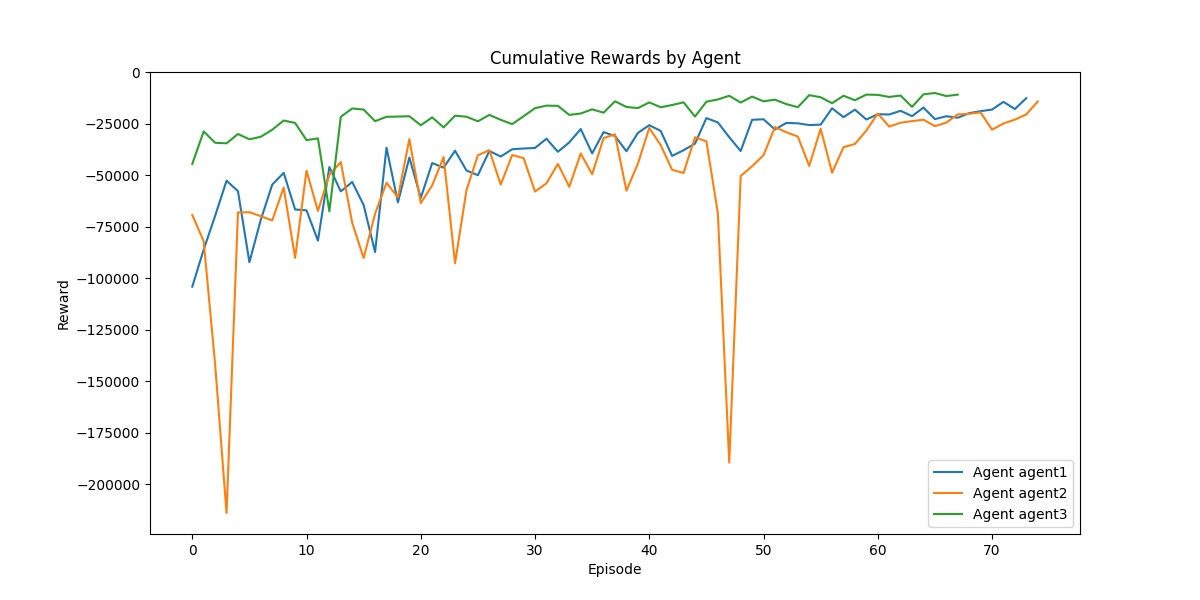 Cumulative Rewards by Agent
0
−25000
−50000
−75000
−100000
−125000
−150000
−175000
−200000
Reward
0 10 20 30 40 50 60 70
Episode
Agent agent1
Agent agent2
Agent agent3